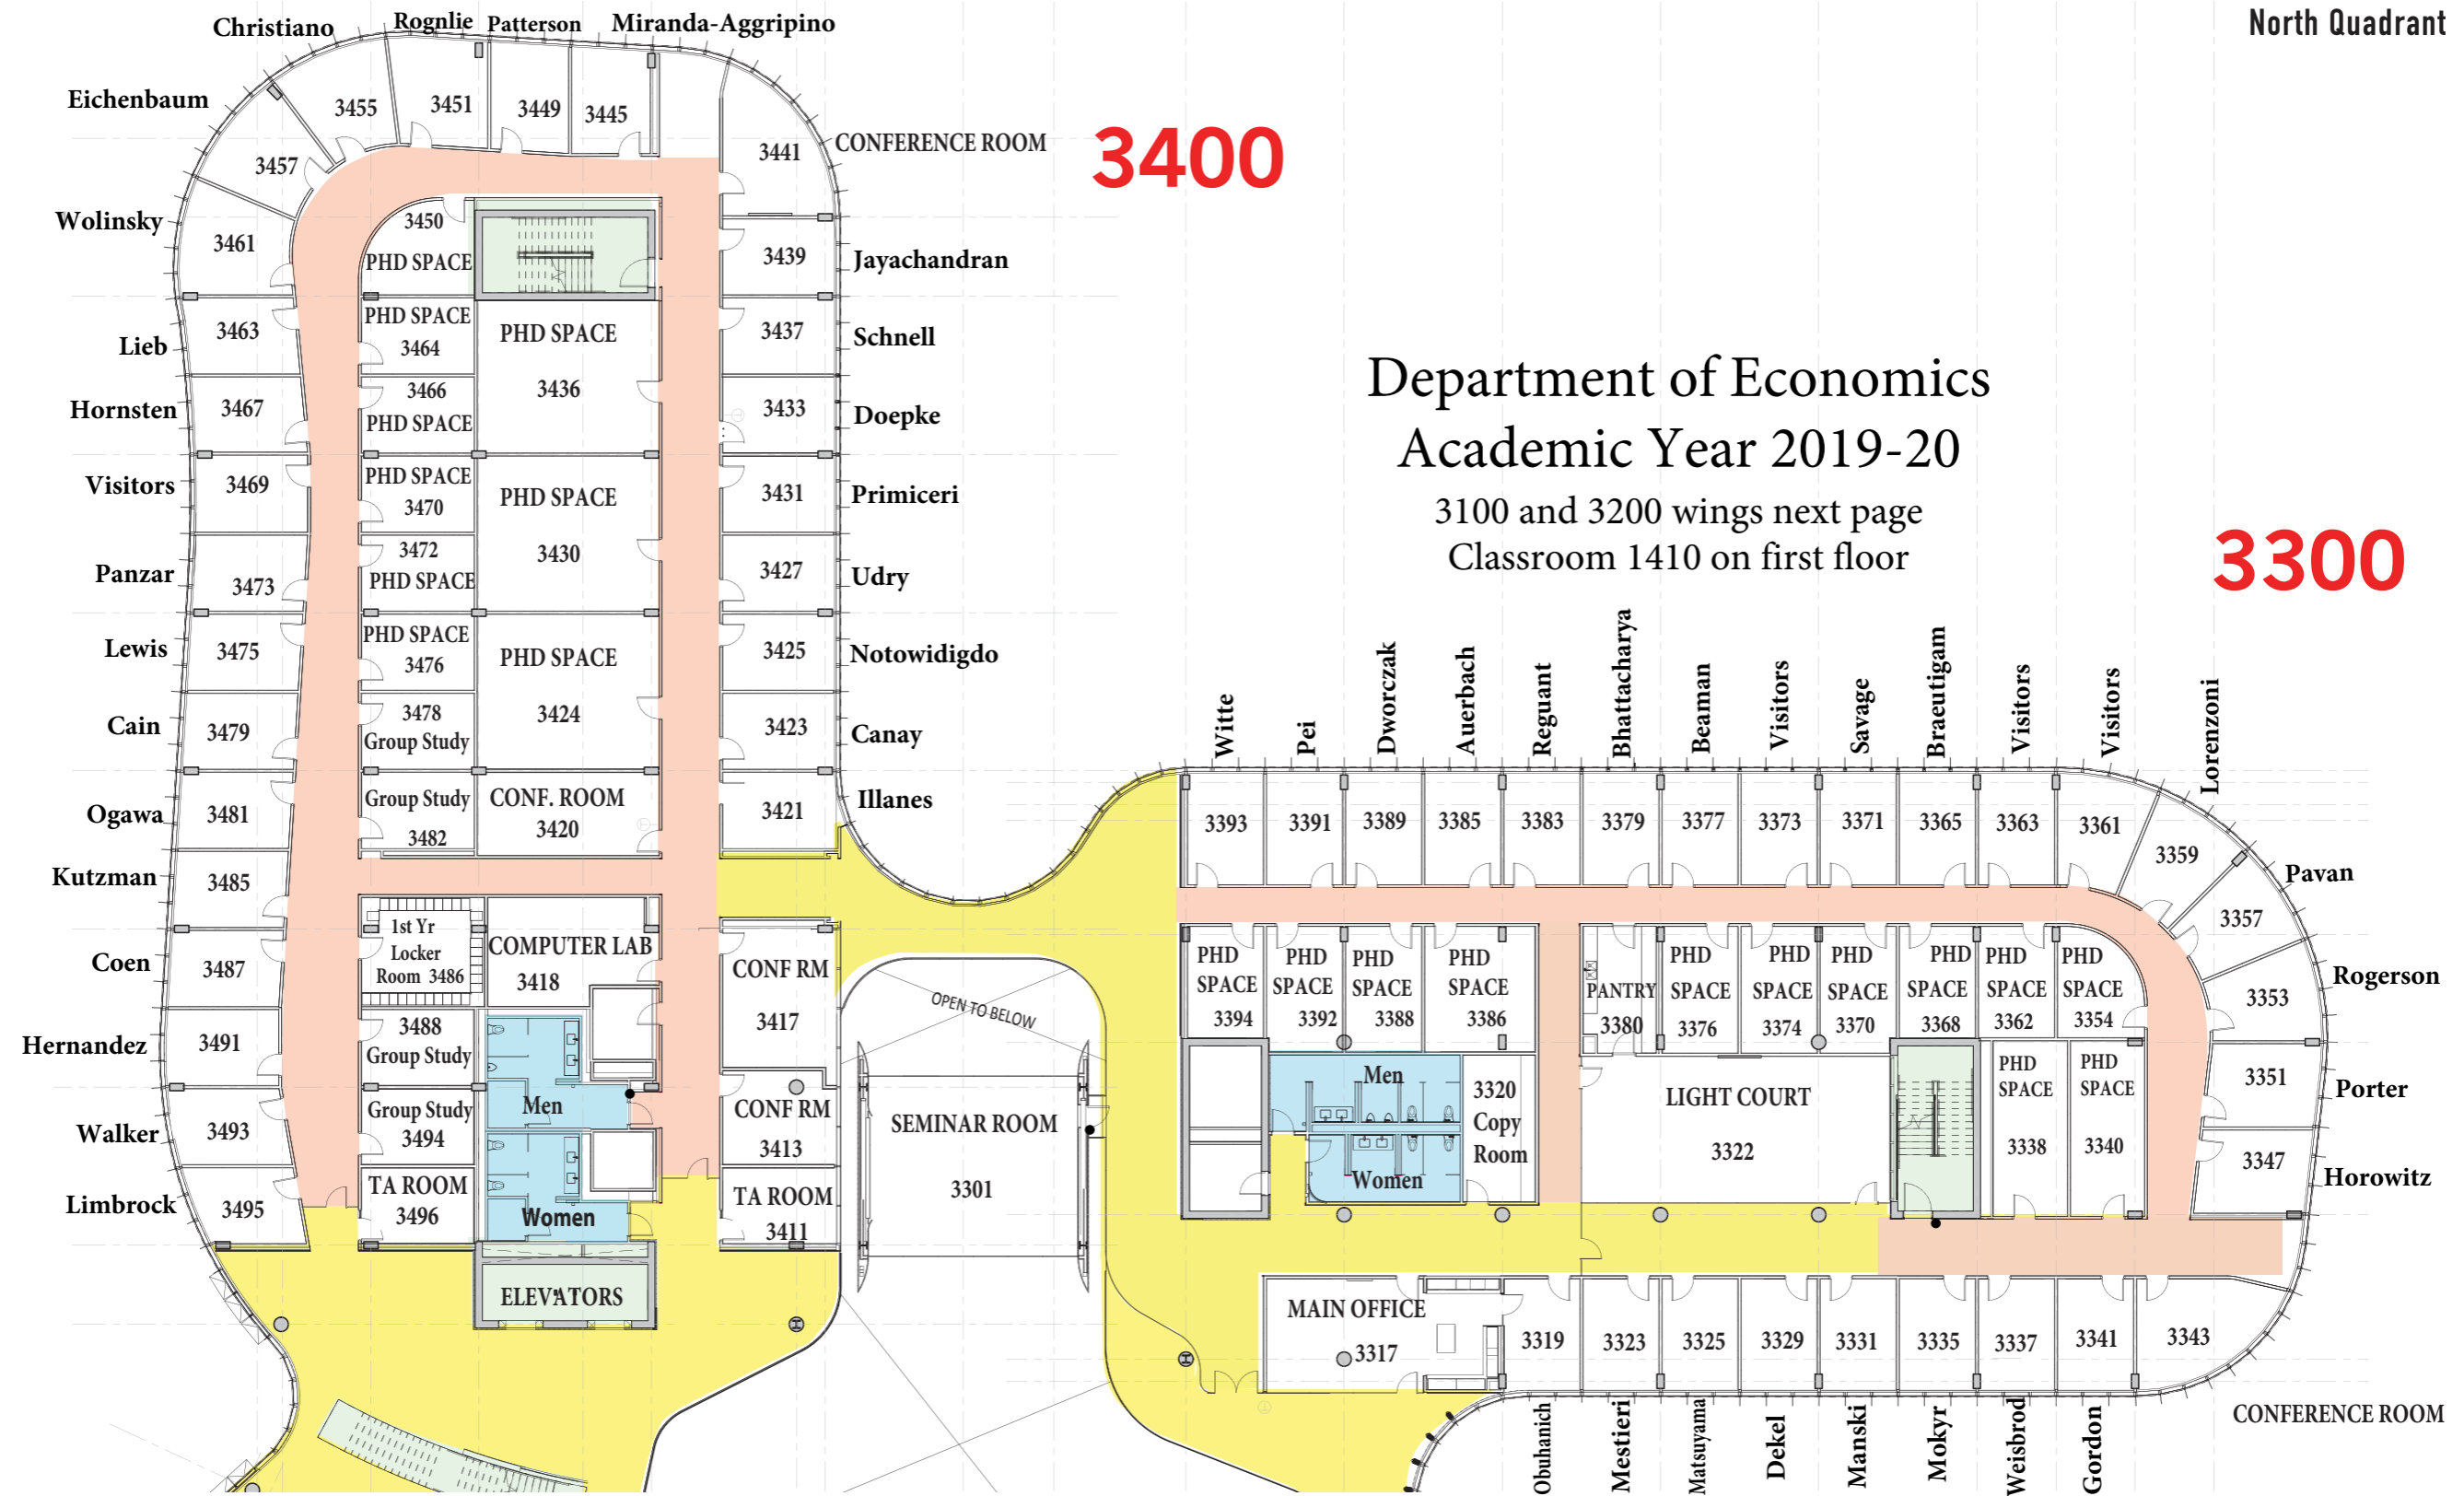 North Quadrant
Christiano
Rognlie
Patterson
Miranda-Aggripino
Eichenbaum
3455
3451
3449
3445
3457
3441
CONFERENCE ROOM
3400
Wolinsky
3461
3450
PHD SPACE
3439
Jayachandran
Lieb
3463
PHD SPACE
3464
PHD SPACE
3436
3437
Schnell
Hornsten
3467
3466
PHD SPACE
3433
Doepke
Department of Economics
Academic Year 2019-20
3100 and 3200 wings next page
Classroom 1410 on first floor
3300
Visitors
3469
PHD SPACE
3470
PHD SPACE
3430
3431
Primiceri
Panzar
3473
3472
PHD SPACE
3427
Udry
Lewis
3475
PHD SPACE
3476
PHD SPACE
3424
3425
Notowidigdo
Cain
3479
3478
Group Study
3423
Canay
Ogawa
3481
Group Study
3482
CONF. ROOM
3420
3421
Illanes
Kutzman
3485
Coen
3487
1st Yr
Locker
Room 3486
COMPUTER LAB
3418
CONF RM
3417
Hernandez
3491
3488
Group Study
Walker
3493
Group Study
3494
Men
CONF RM
3413
Limbrock
3495
TA ROOM
3496
Women
TA ROOM
3411
ELEVATORS
OPEN TO BELOW
SEMINAR ROOM
3301
Witte
Pei
Dworczak
Auerbach
Reguant
Bhattacharya
Beaman
Visitors
Savage
Braeutigam
Visitors
Visitors
Lorenzoni
3393
3391
3389
3385
3383
3379
3377
3373
3371
3365
3363
3361
3359
Pavan
3357
Rogerson
3353
Porter
3351
Horowitz
3347
PHD
SPACE
3394
PHD
SPACE
3392
PHD
SPACE
3388
PHD
SPACE
3386
PANTRY
3380
PHD
SPACE
3376
PHD
SPACE
3374
PHD
SPACE
3370
PHD
SPACE
3368
PHD
SPACE
3362
PHD
SPACE
3354
Men
Women
3320
Copy
Room
LIGHT COURT
3322
PHD
SPACE
3338
PHD
SPACE
3340
MAIN OFFICE
3317
3319
3323
3325
3329
3331
3335
3337
3341
3343
Obuhanich
Mestieri
Matsuyama
Dekel
Manski
Mokyr
Weisbrod
Gordon
CONFERENCE ROOM